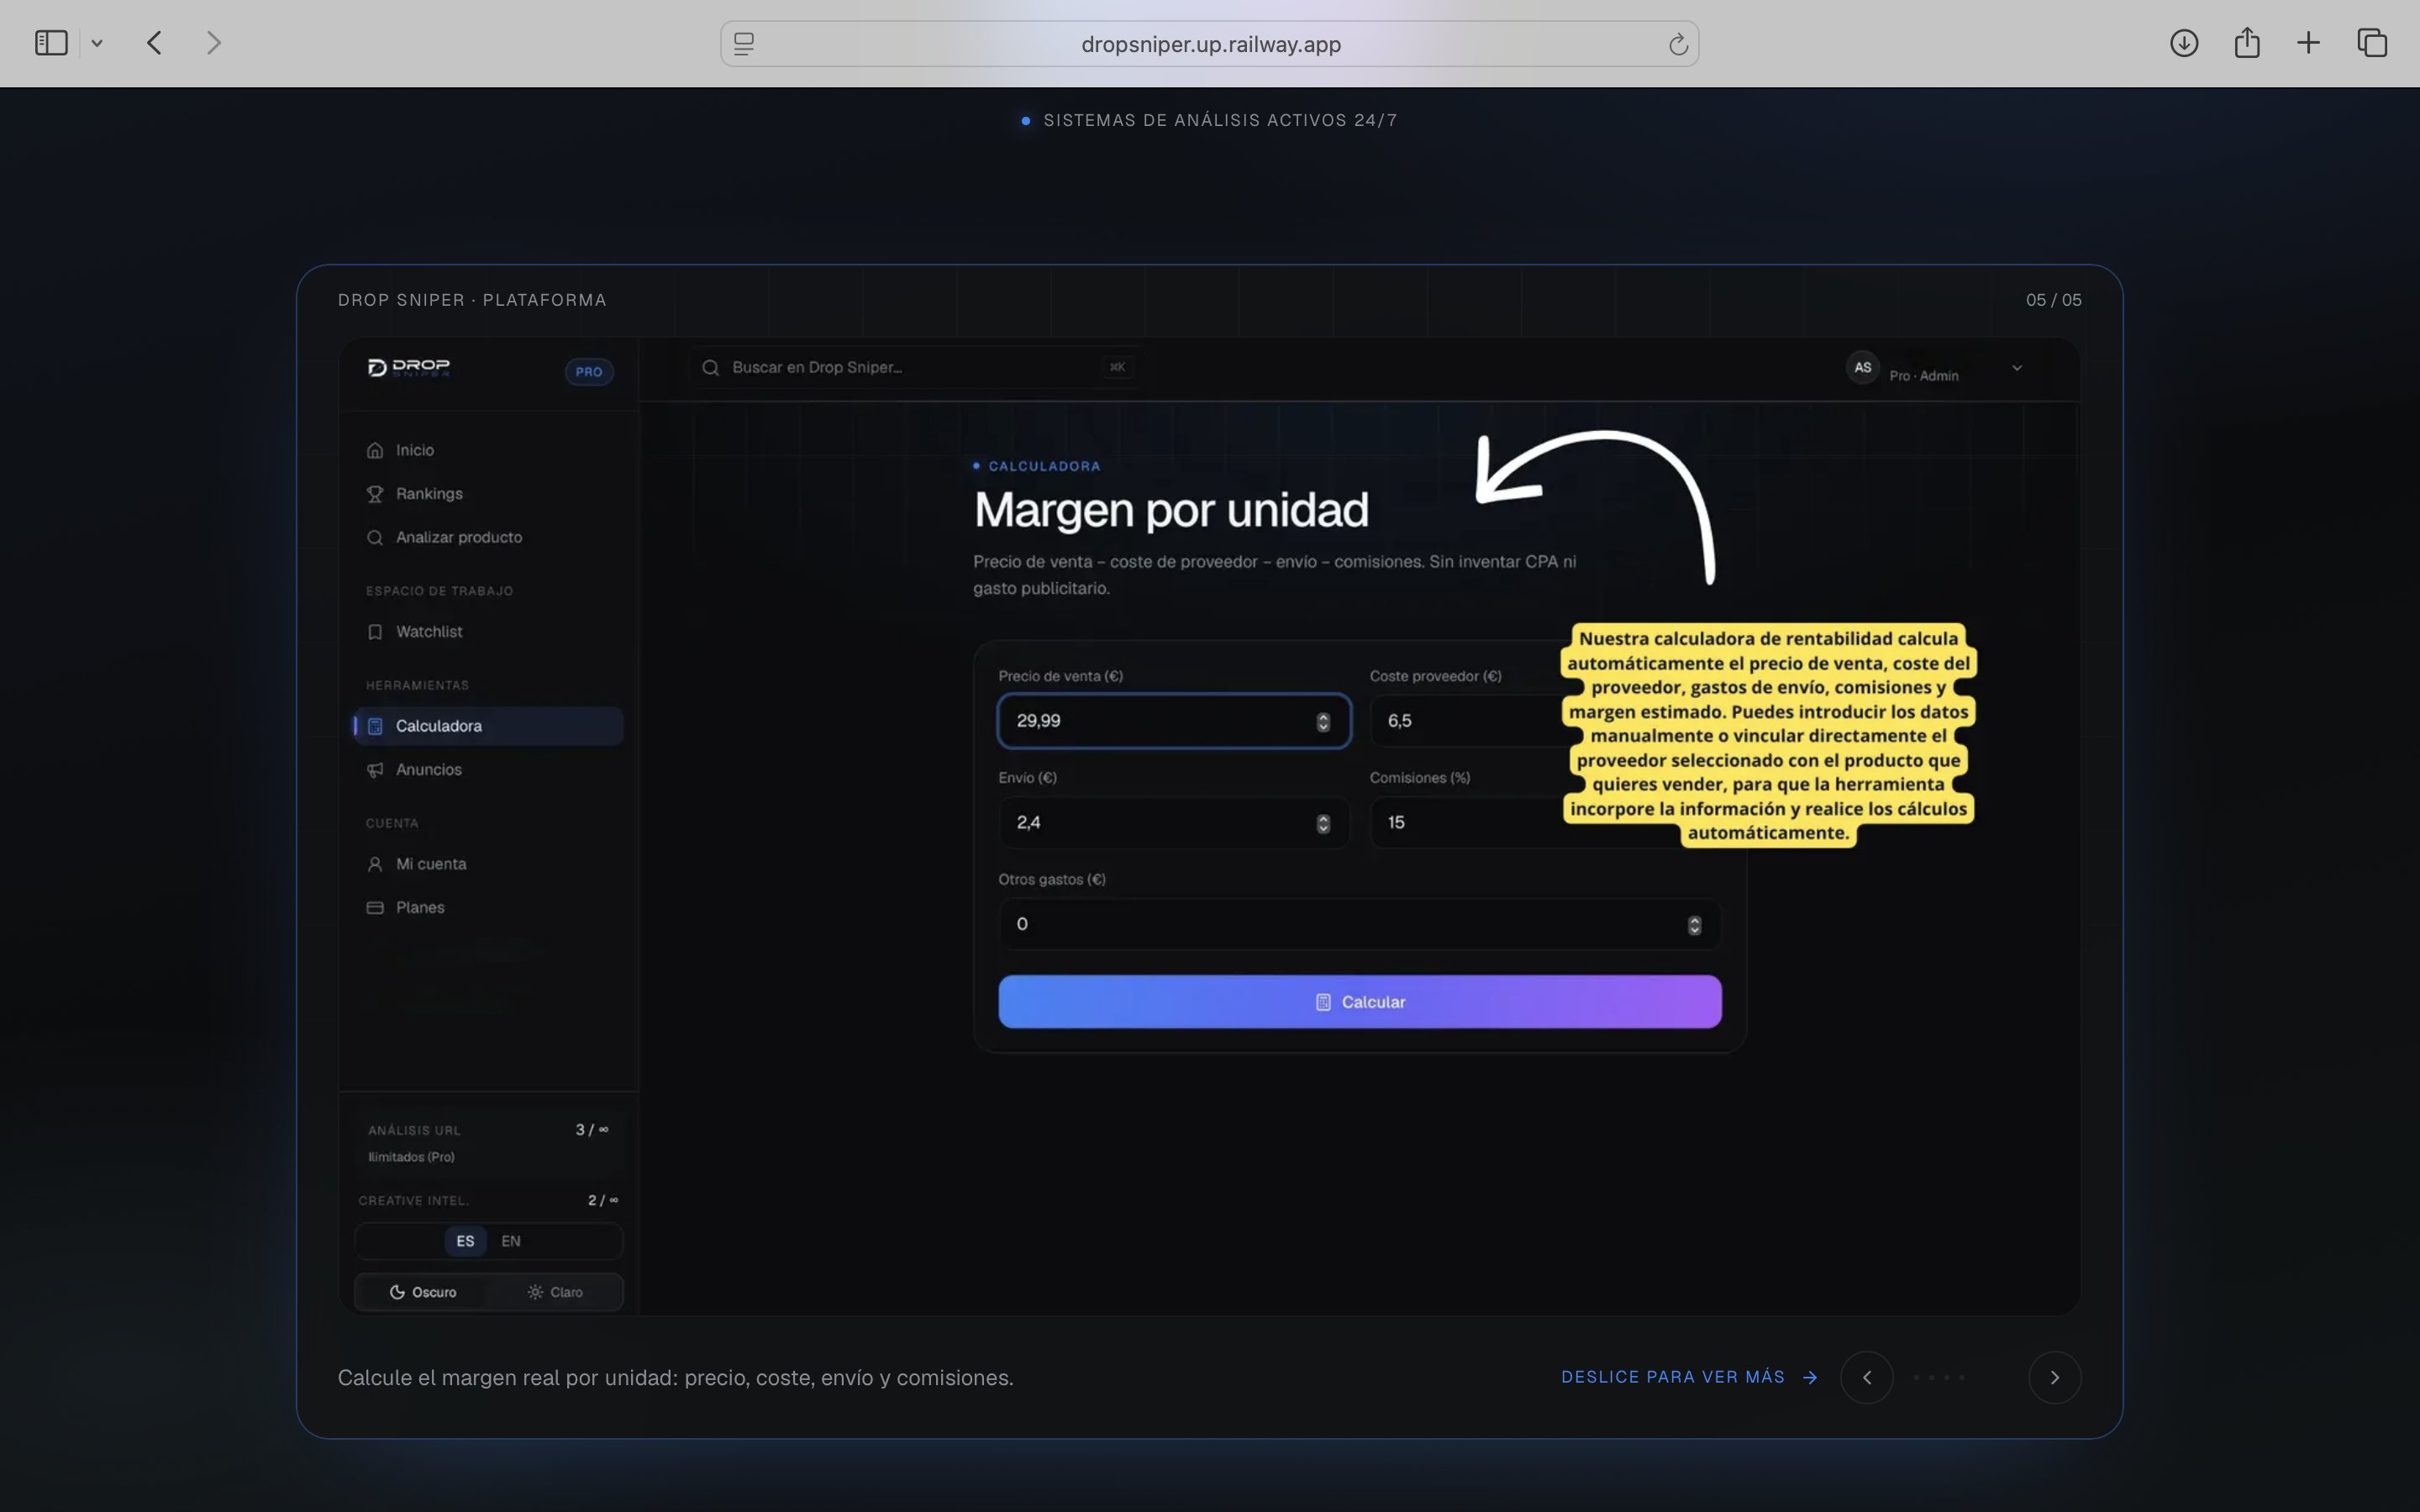 dropsniper.up.railway.app
SISTEMAS DE ANÁLISIS ACTIVOS 24/7
DROP SNIPER · PLATAFORMA
05 / 05
DROP
SNIPER
PRO
Buscar en Drop Sniper...
⌘K
AS
Pro · Admin
Inicio
Rankings
Analizar producto
ESPACIO DE TRABAJO
Watchlist
HERRAMIENTAS
Calculadora
Anuncios
CUENTA
Mi cuenta
Planes
ANÁLISIS URL
3 / ∞
Ilimitados (Pro)
CREATIVE INTEL.
2 / ∞
ES
EN
Oscuro
Claro
CALCULADORA
Margen por unidad
Precio de venta – coste de proveedor – envío – comisiones. Sin inventar CPA ni
gasto publicitario.
Precio de venta (€)
29,99
Coste proveedor (€)
6,5
Envío (€)
2,4
Comisiones (%)
15
Otros gastos (€)
0
Calcular
Nuestra calculadora de rentabilidad calcula
automáticamente el precio de venta, coste del
proveedor, gastos de envío, comisiones y
margen estimado. Puedes introducir los datos
manualmente o vincular directamente el
proveedor seleccionado con el producto que
quieres vender, para que la herramienta
incorpore la información y realice los cálculos
automáticamente.
Calcule el margen real por unidad: precio, coste, envío y comisiones.
DESLICE PARA VER MÁS →